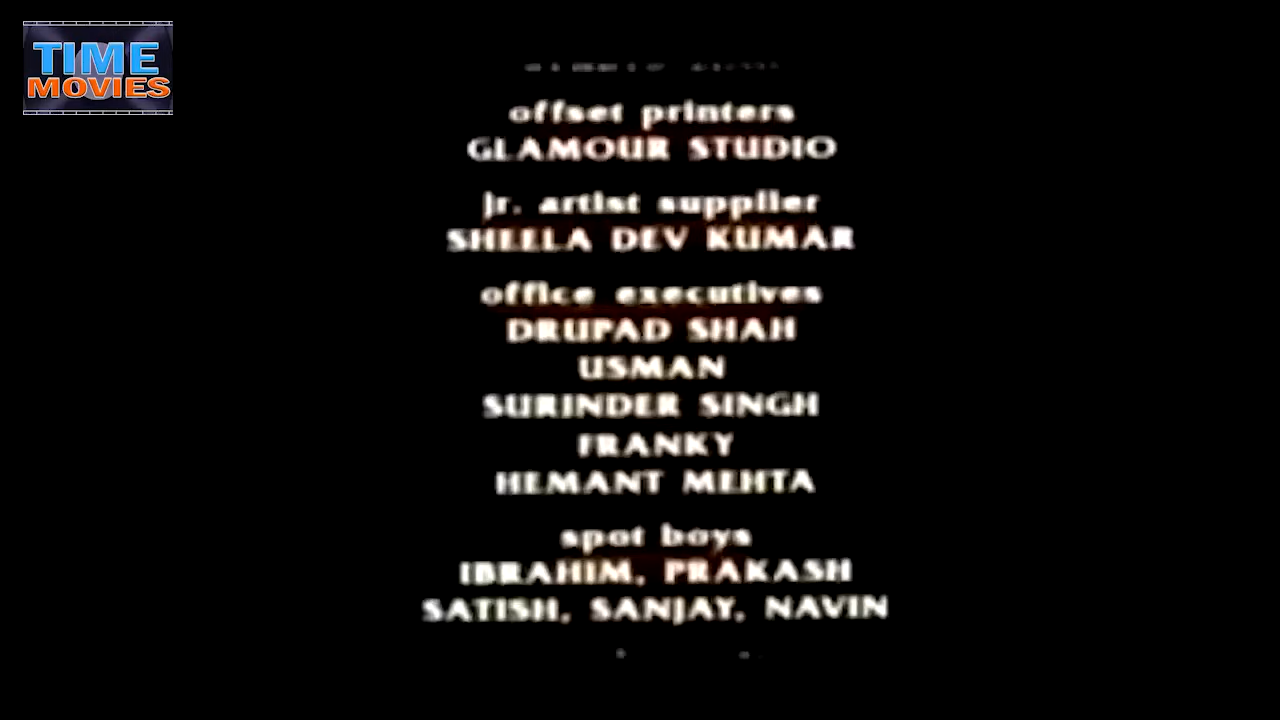 TIME
MOVIES
offset printers
GLAMOUR STUDIO
jr. artist supplier
SHEELA DEV KUMAR
office executives
DRUPAD SHAH
USMAN
SURINDER SINGH
FRANKY
HEMANT MEHTA
spot boys
IBRAHIM, PRAKASH
SATISH, SANJAY, NAVIN